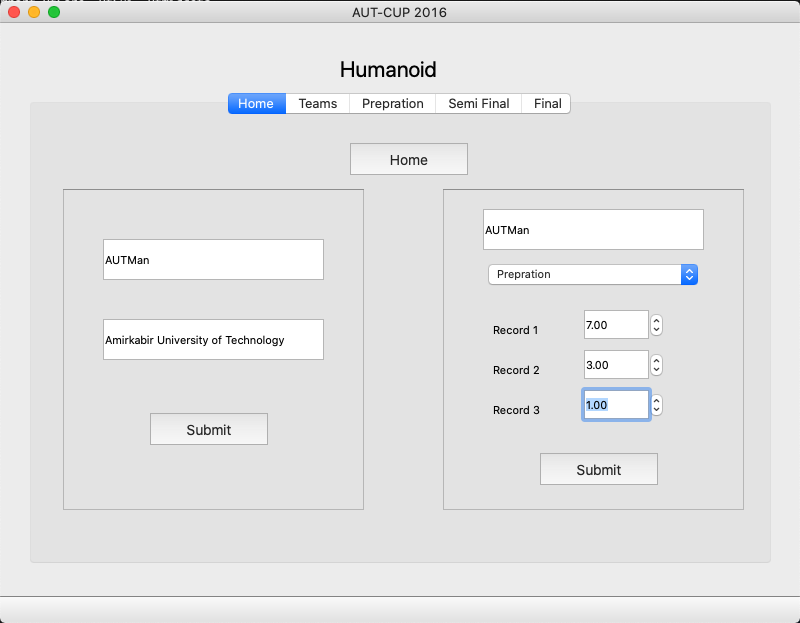 AUT-CUP 2016
Humanoid
Home Teams Prepration Semi Final Final
Home
AUTMan
Amirkabir University of Technology
Submit
AUTMan
Prepration
Record 1 7.00
Record 2 3.00
Record 3 1.00
Submit